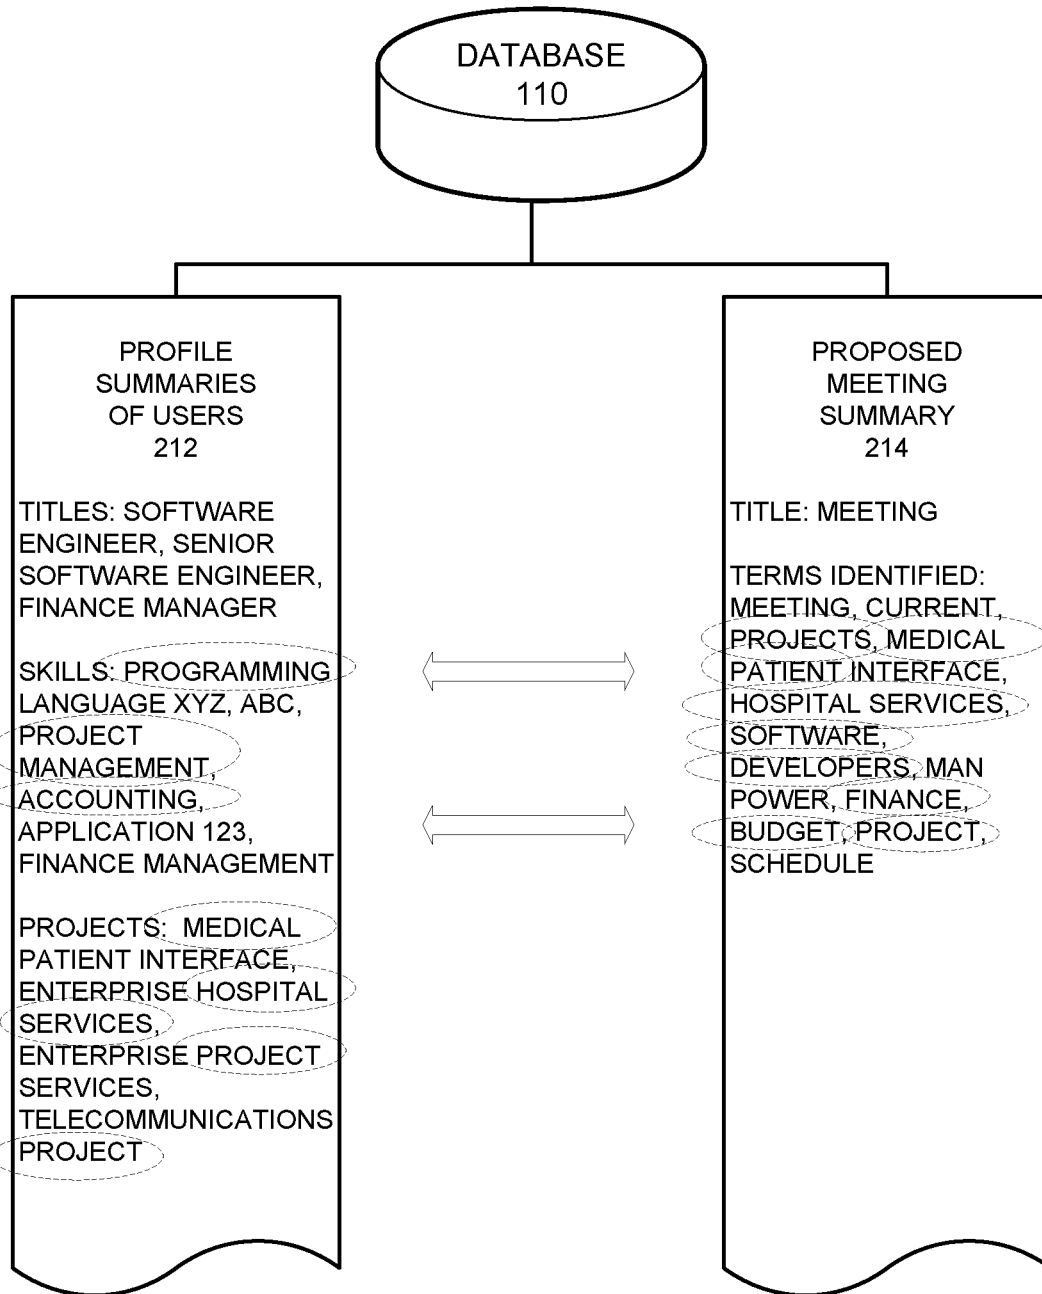 DATABASE
110
PROFILE
SUMMARIES
OF USERS
212
TITLES: SOFTWARE
ENGINEER, SENIOR
SOFTWARE ENGINEER,
FINANCE MANAGER
SKILLS: PROGRAMMING
LANGUAGE XYZ, ABC,
PROJECT
MANAGEMENT,
ACCOUNTING,
APPLICATION 123,
FINANCE MANAGEMENT
PROJECTS: MEDICAL
PATIENT INTERFACE,
ENTERPRISE HOSPITAL
SERVICES,
ENTERPRISE PROJECT
SERVICES,
TELECOMMUNICATIONS
PROJECT
PROPOSED
MEETING
SUMMARY
214
TITLE: MEETING
TERMS IDENTIFIED:
MEETING, CURRENT,
PROJECTS, MEDICAL
PATIENT INTERFACE,
HOSPITAL SERVICES,
SOFTWARE,
DEVELOPERS, MAN
POWER, FINANCE,
BUDGET, PROJECT,
SCHEDULE